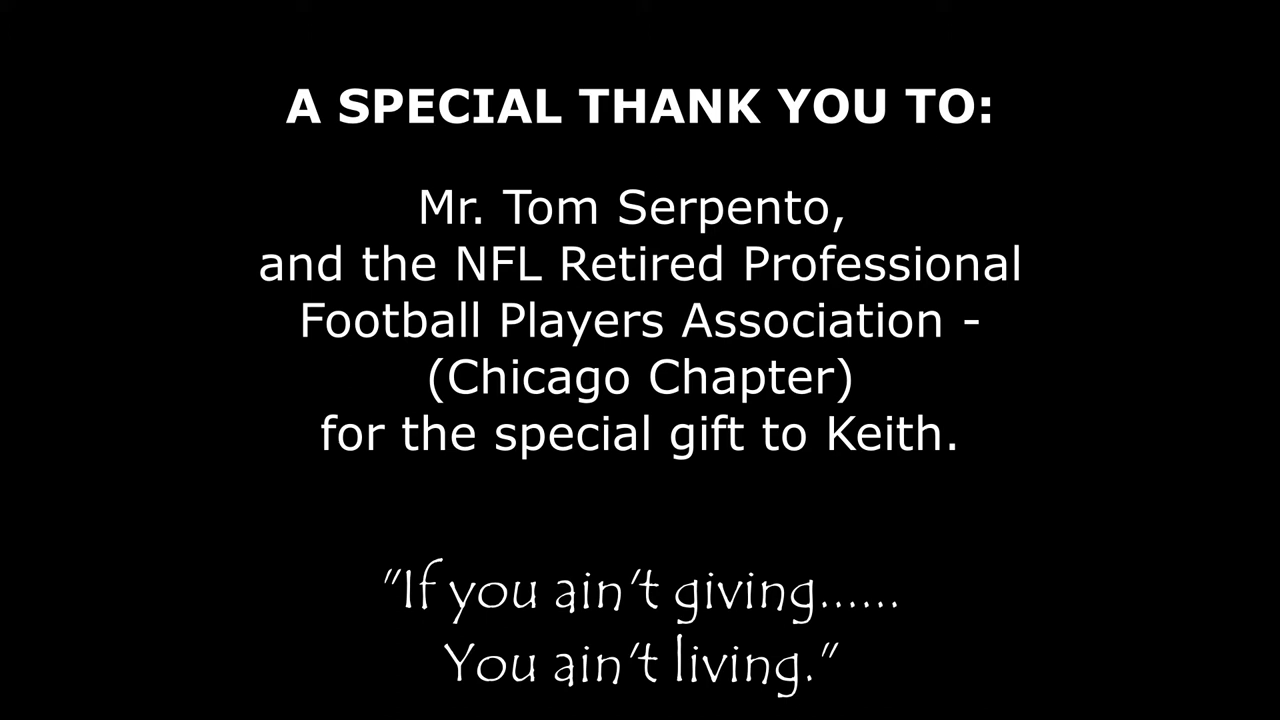 A SPECIAL THANK YOU TO:
Mr. Tom Serpento,
and the NFL Retired Professional
Football Players Association -
(Chicago Chapter)
for the special gift to Keith.
"If you ain't giving......
You ain't living."